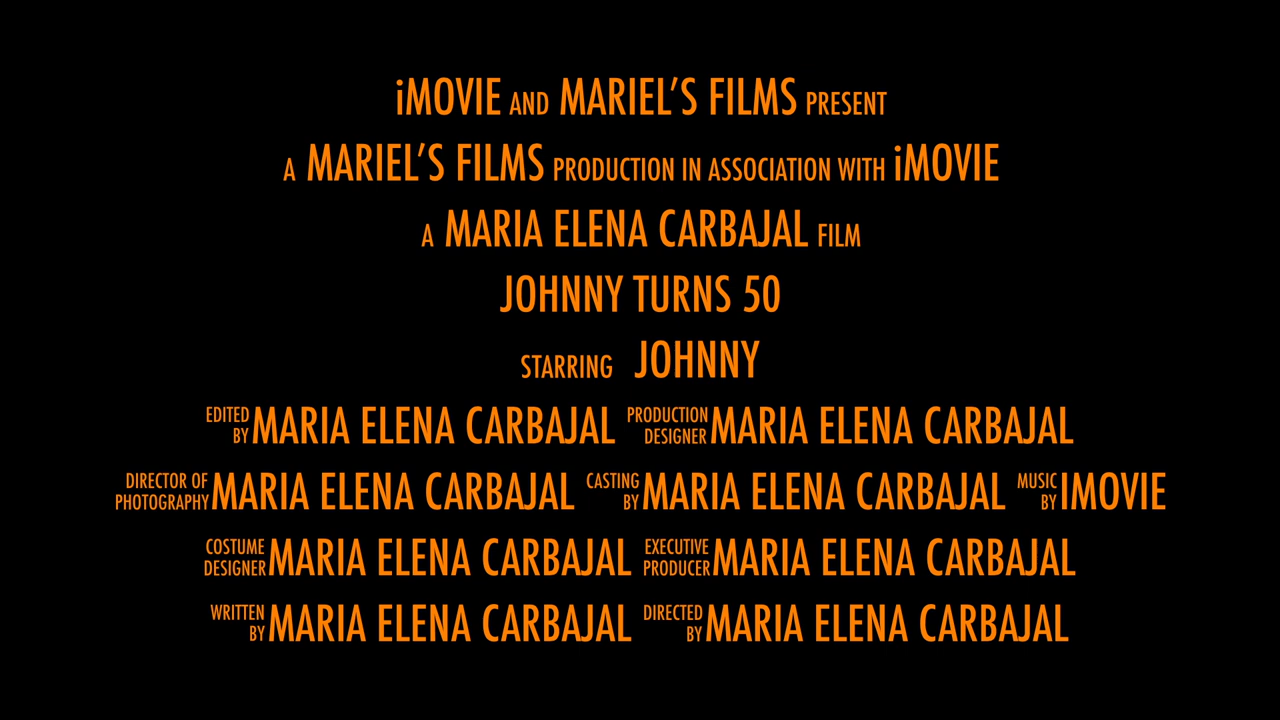 iMOVIE AND MARIEL’S FILMS PRESENT
A MARIEL’S FILMS PRODUCTION IN ASSOCIATION WITH iMOVIE
A MARIA ELENA CARBAJAL FILM
JOHNNY TURNS 50
STARRING JOHNNY
EDITED BY MARIA ELENA CARBAJAL PRODUCTION DESIGNER MARIA ELENA CARBAJAL
DIRECTOR OF PHOTOGRAPHY MARIA ELENA CARBAJAL CASTING BY MARIA ELENA CARBAJAL MUSIC BY IMOVIE
COSTUME DESIGNER MARIA ELENA CARBAJAL EXECUTIVE PRODUCER MARIA ELENA CARBAJAL
WRITTEN BY MARIA ELENA CARBAJAL DIRECTED BY MARIA ELENA CARBAJAL